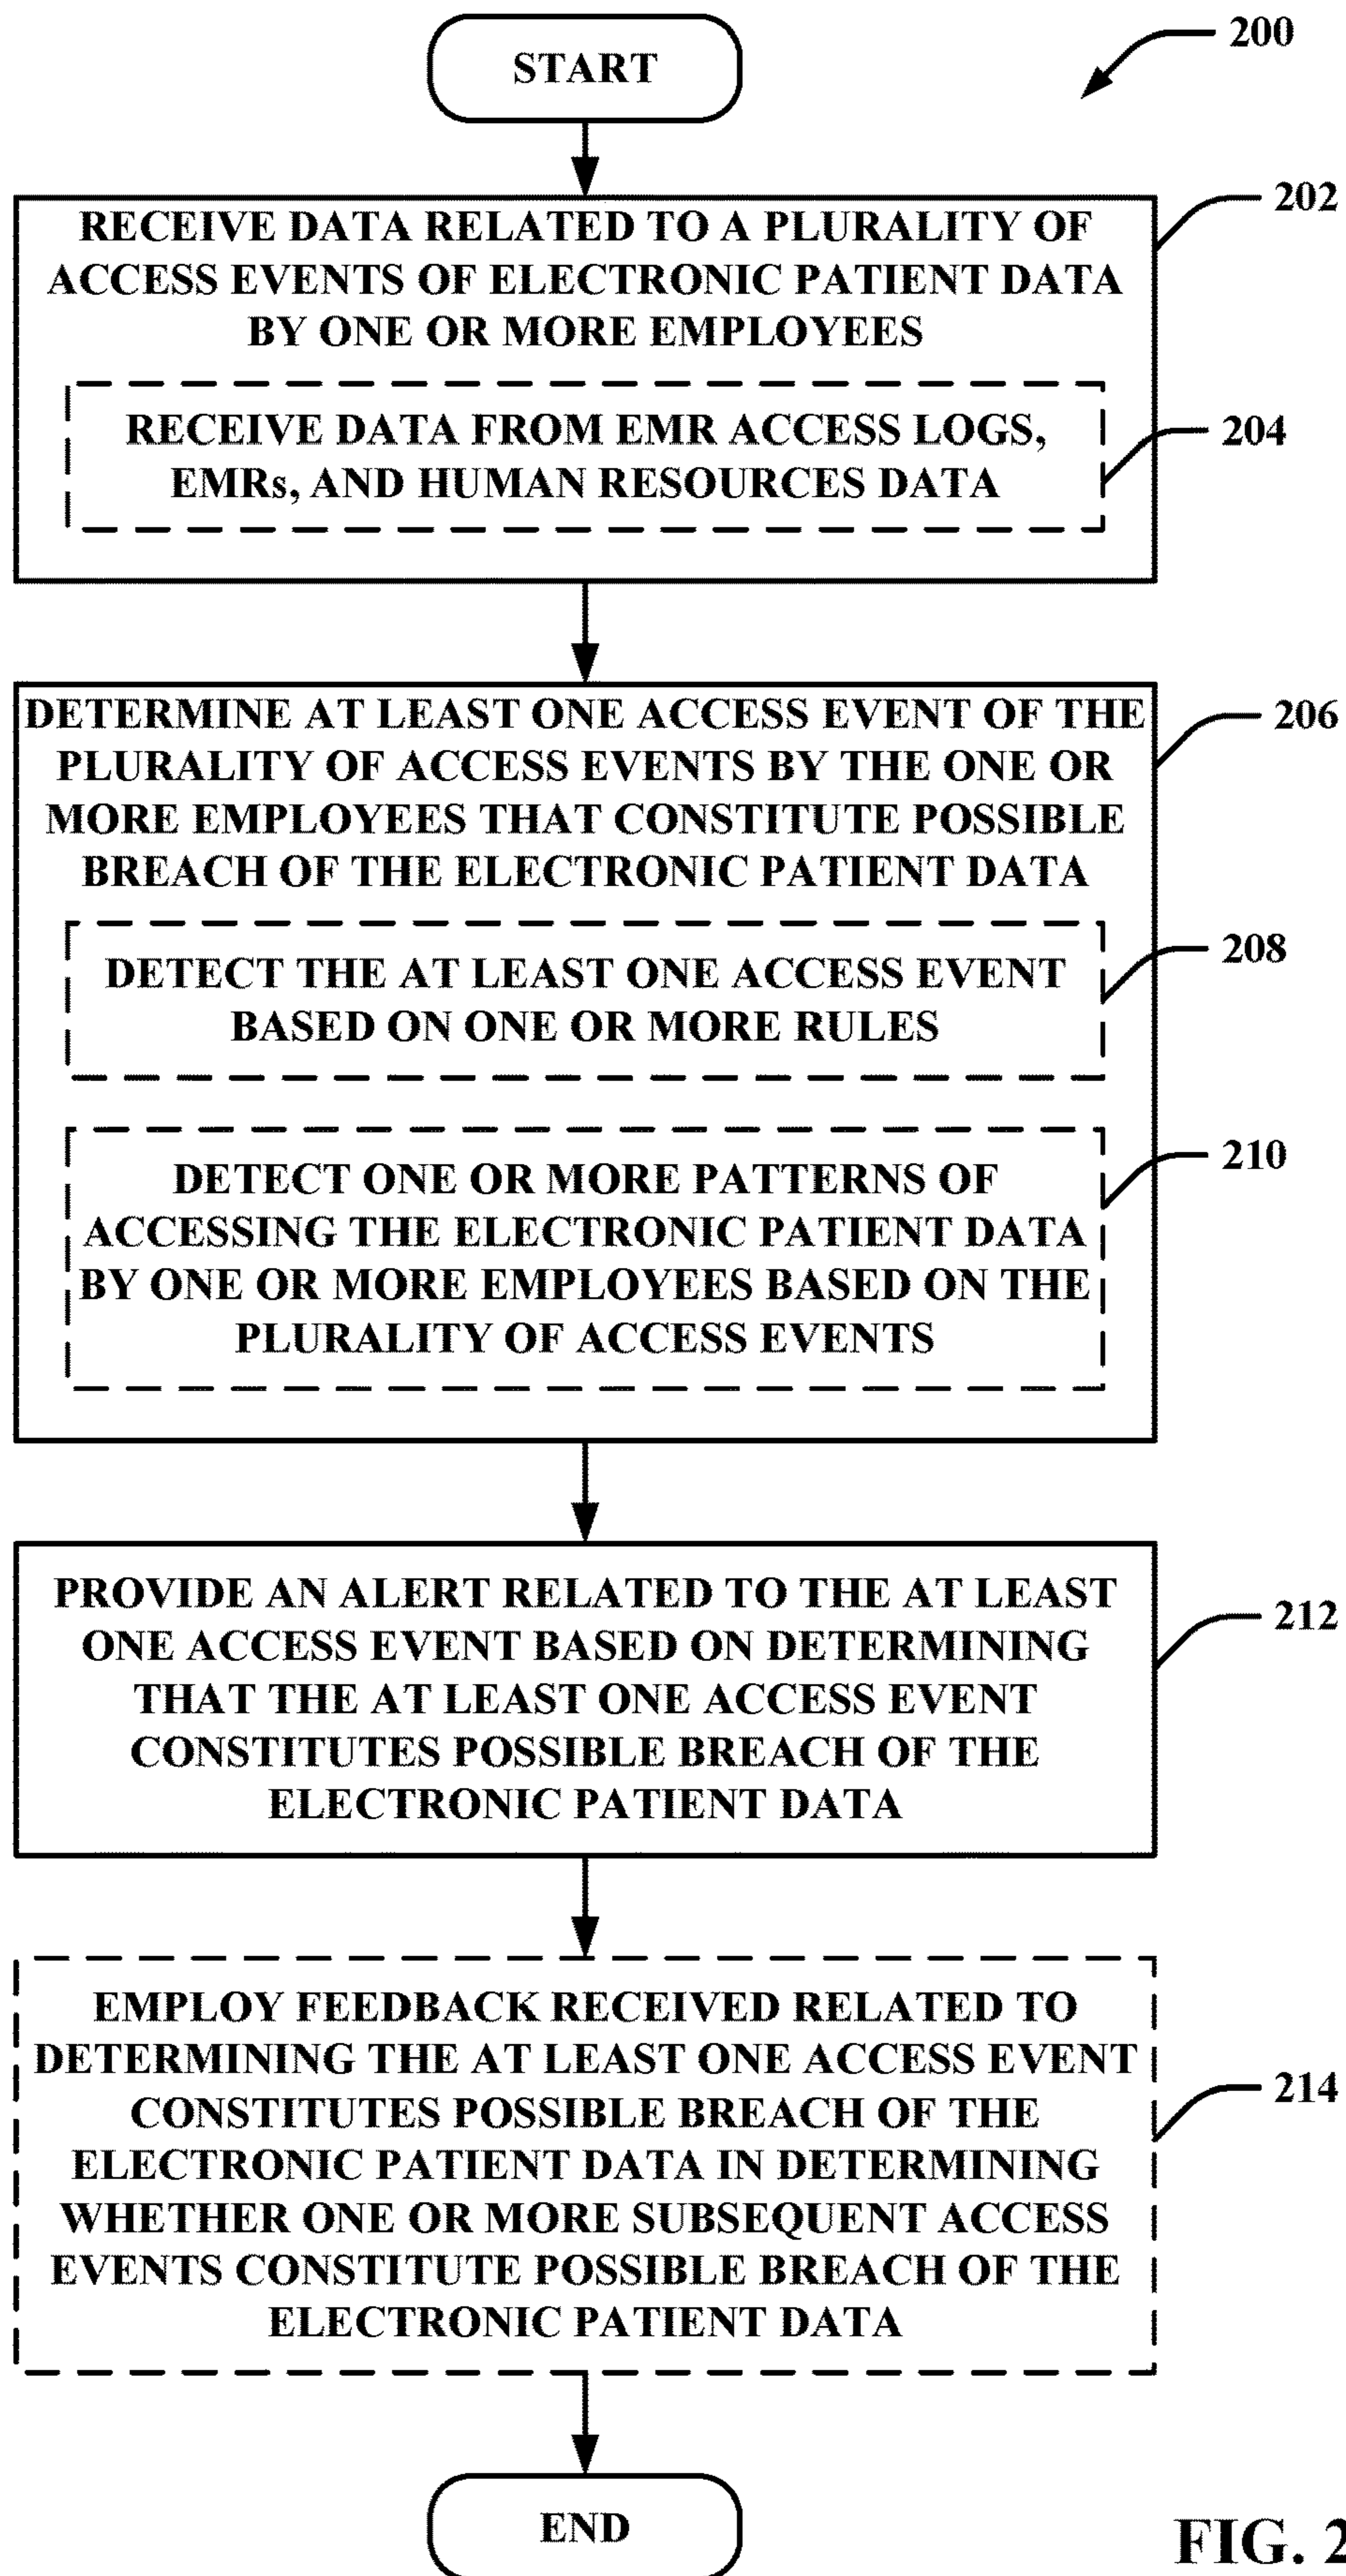 200
START
202
RECEIVE DATA RELATED TO A PLURALITY OF
ACCESS EVENTS OF ELECTRONIC PATIENT DATA
BY ONE OR MORE EMPLOYEES
204
RECEIVE DATA FROM EMR ACCESS LOGS,
EMRs, AND HUMAN RESOURCES DATA
206
DETERMINE AT LEAST ONE ACCESS EVENT OF THE
PLURALITY OF ACCESS EVENTS BY THE ONE OR
MORE EMPLOYEES THAT CONSTITUTE POSSIBLE
BREACH OF THE ELECTRONIC PATIENT DATA
208
DETECT THE AT LEAST ONE ACCESS EVENT
BASED ON ONE OR MORE RULES
210
DETECT ONE OR MORE PATTERNS OF
ACCESSING THE ELECTRONIC PATIENT DATA
BY ONE OR MORE EMPLOYEES BASED ON THE
PLURALITY OF ACCESS EVENTS
212
PROVIDE AN ALERT RELATED TO THE AT LEAST
ONE ACCESS EVENT BASED ON DETERMINING
THAT THE AT LEAST ONE ACCESS EVENT
CONSTITUTES POSSIBLE BREACH OF THE
ELECTRONIC PATIENT DATA
214
EMPLOY FEEDBACK RECEIVED RELATED TO
DETERMINING THE AT LEAST ONE ACCESS EVENT
CONSTITUTES POSSIBLE BREACH OF THE
ELECTRONIC PATIENT DATA IN DETERMINING
WHETHER ONE OR MORE SUBSEQUENT ACCESS
EVENTS CONSTITUTE POSSIBLE BREACH OF THE
ELECTRONIC PATIENT DATA
END
FIG. 2